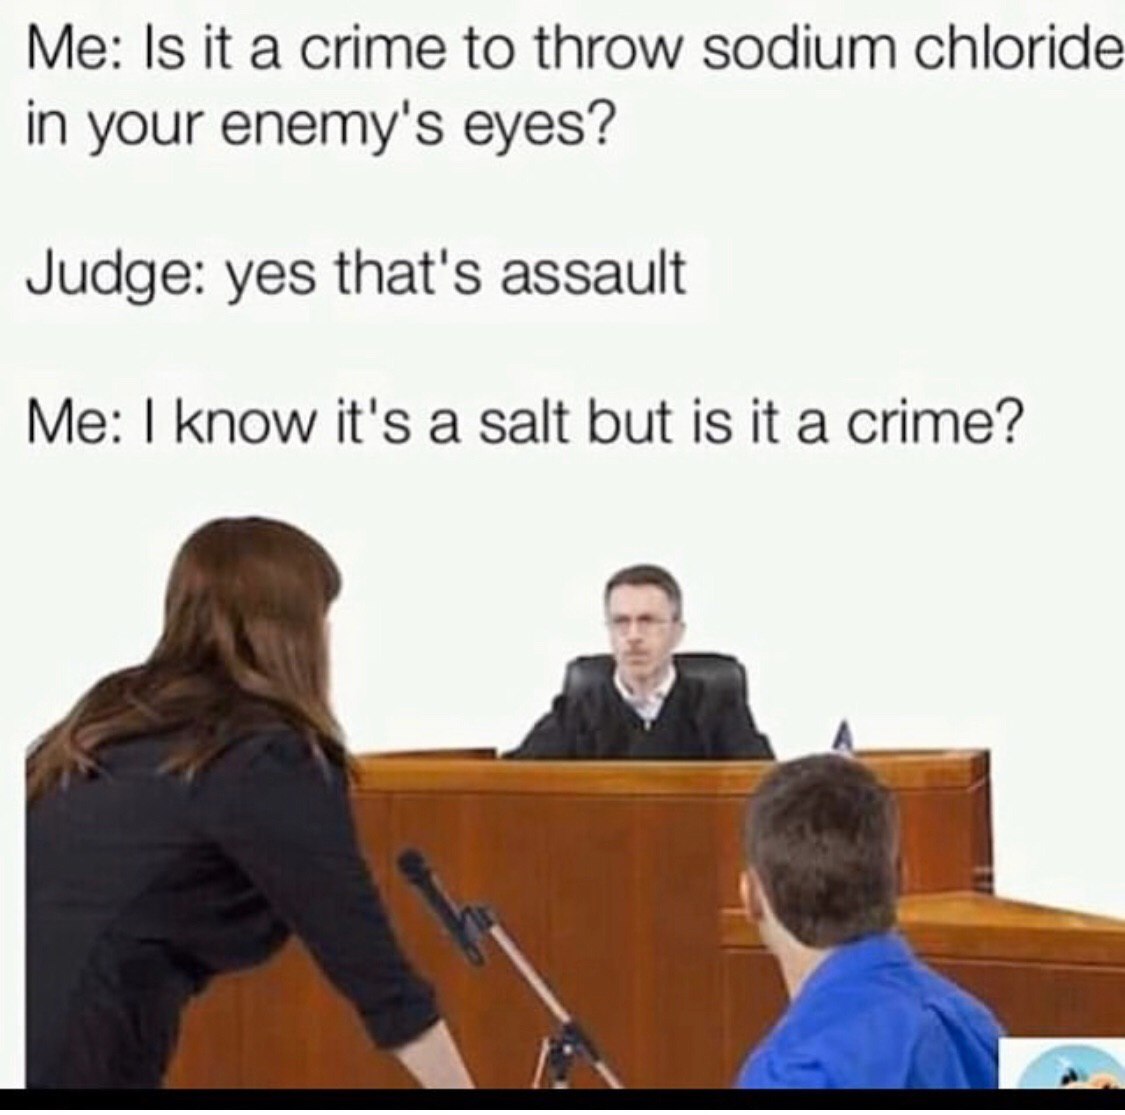 Me: Is it a crime to throw sodium chloride
in your enemy's eyes?
Judge: yes that's assault
Me: I know it's a salt but is it a crime?